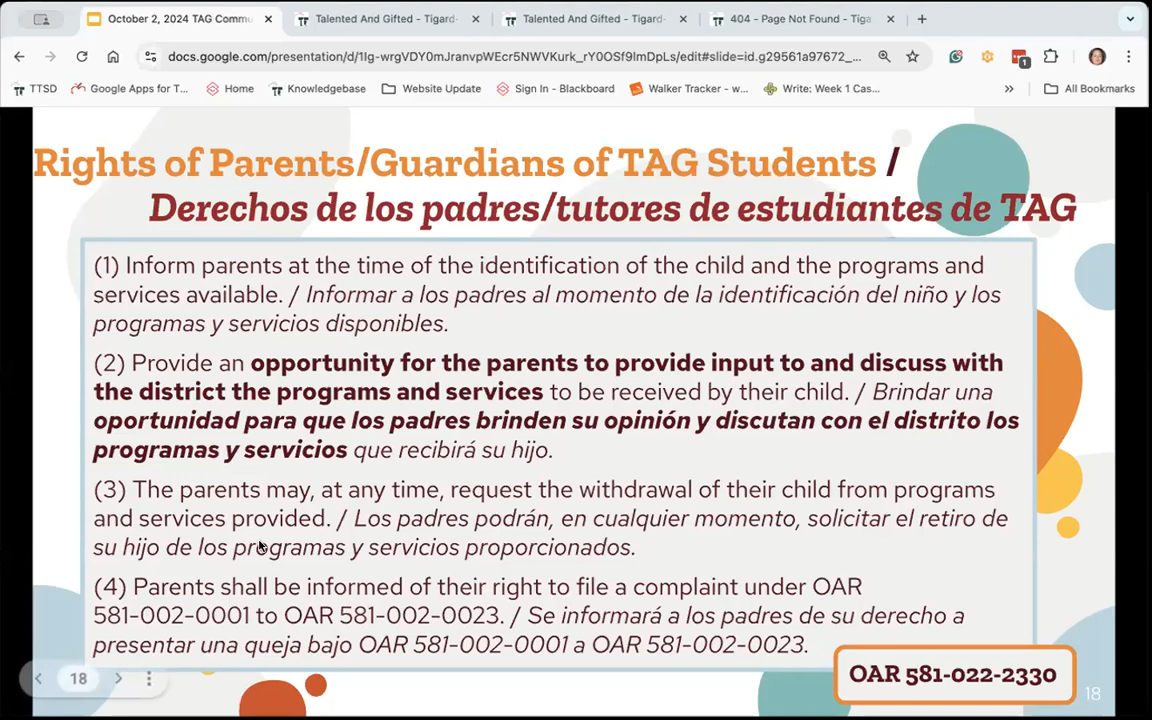 October 2, 2024 TAG Commu
Talented And Gifted - Tigard-
Talented And Gifted - Tigard-
404 - Page Not Found - Tiga
docs.google.com/presentation/d/1Ig-wrgVDY0mJranvpWEcr5NWVKurk_rY0OSf9ImDpLs/edit#slide=id.g29561a97672_...
1
TTSD
Google Apps for T...
Home
Knowledgebase
Website Update
Sign In - Blackboard
Walker Tracker - w...
Write: Week 1 Cas...
All Bookmarks
Rights of Parents/Guardians of TAG Students /
Derechos de los padres/tutores de estudiantes de TAG
(1) Inform parents at the time of the identification of the child and the programs and
services available. / Informar a los padres al momento de la identificación del niño y los
programas y servicios disponibles.
(2) Provide an opportunity for the parents to provide input to and discuss with
the district the programs and services to be received by their child. / Brindar una
oportunidad para que los padres brinden su opinión y discutan con el distrito los
programas y servicios que recibirá su hijo.
(3) The parents may, at any time, request the withdrawal of their child from programs
and services provided. / Los padres podrán, en cualquier momento, solicitar el retiro de
su hijo de los programas y servicios proporcionados.
(4) Parents shall be informed of their right to file a complaint under OAR
581-002-0001 to OAR 581-002-0023. / Se informará a los padres de su derecho a
presentar una queja bajo OAR 581-002-0001 a OAR 581-002-0023.
OAR 581-022-2330
18
18